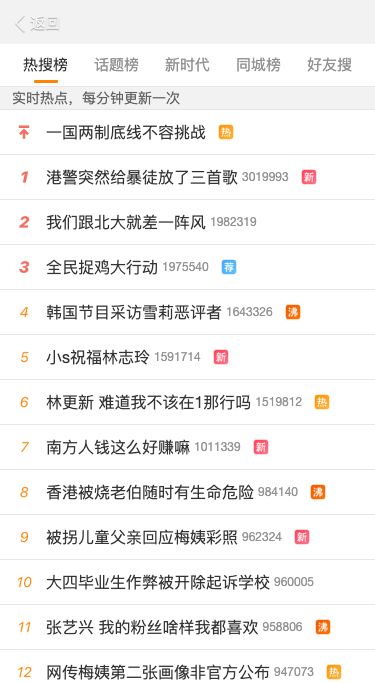 返回
热搜榜 话题榜 新时代 同城榜 好友搜
实时热点，每分钟更新一次
一国两制底线不容挑战 热
1 港警突然给暴徒放了三首歌 3019993 新
2 我们跟北大就差一阵风 1982319
3 全民捉鸡大行动 1975540 荐
4 韩国节目采访雪莉恶评者 1643326 沸
5 小s祝福林志玲 1591714 新
6 林更新 难道我不该在1那行吗 1519812 热
7 南方人钱这么好赚嘛 1011339 新
8 香港被烧老伯随时有生命危险 984140 沸
9 被拐儿童父亲回应梅姨彩照 962324 新
10 大四毕业生作弊被开除起诉学校 960005
11 张艺兴 我的粉丝啥样我都喜欢 958806 沸
12 网传梅姨第二张画像非官方公布 947073 热